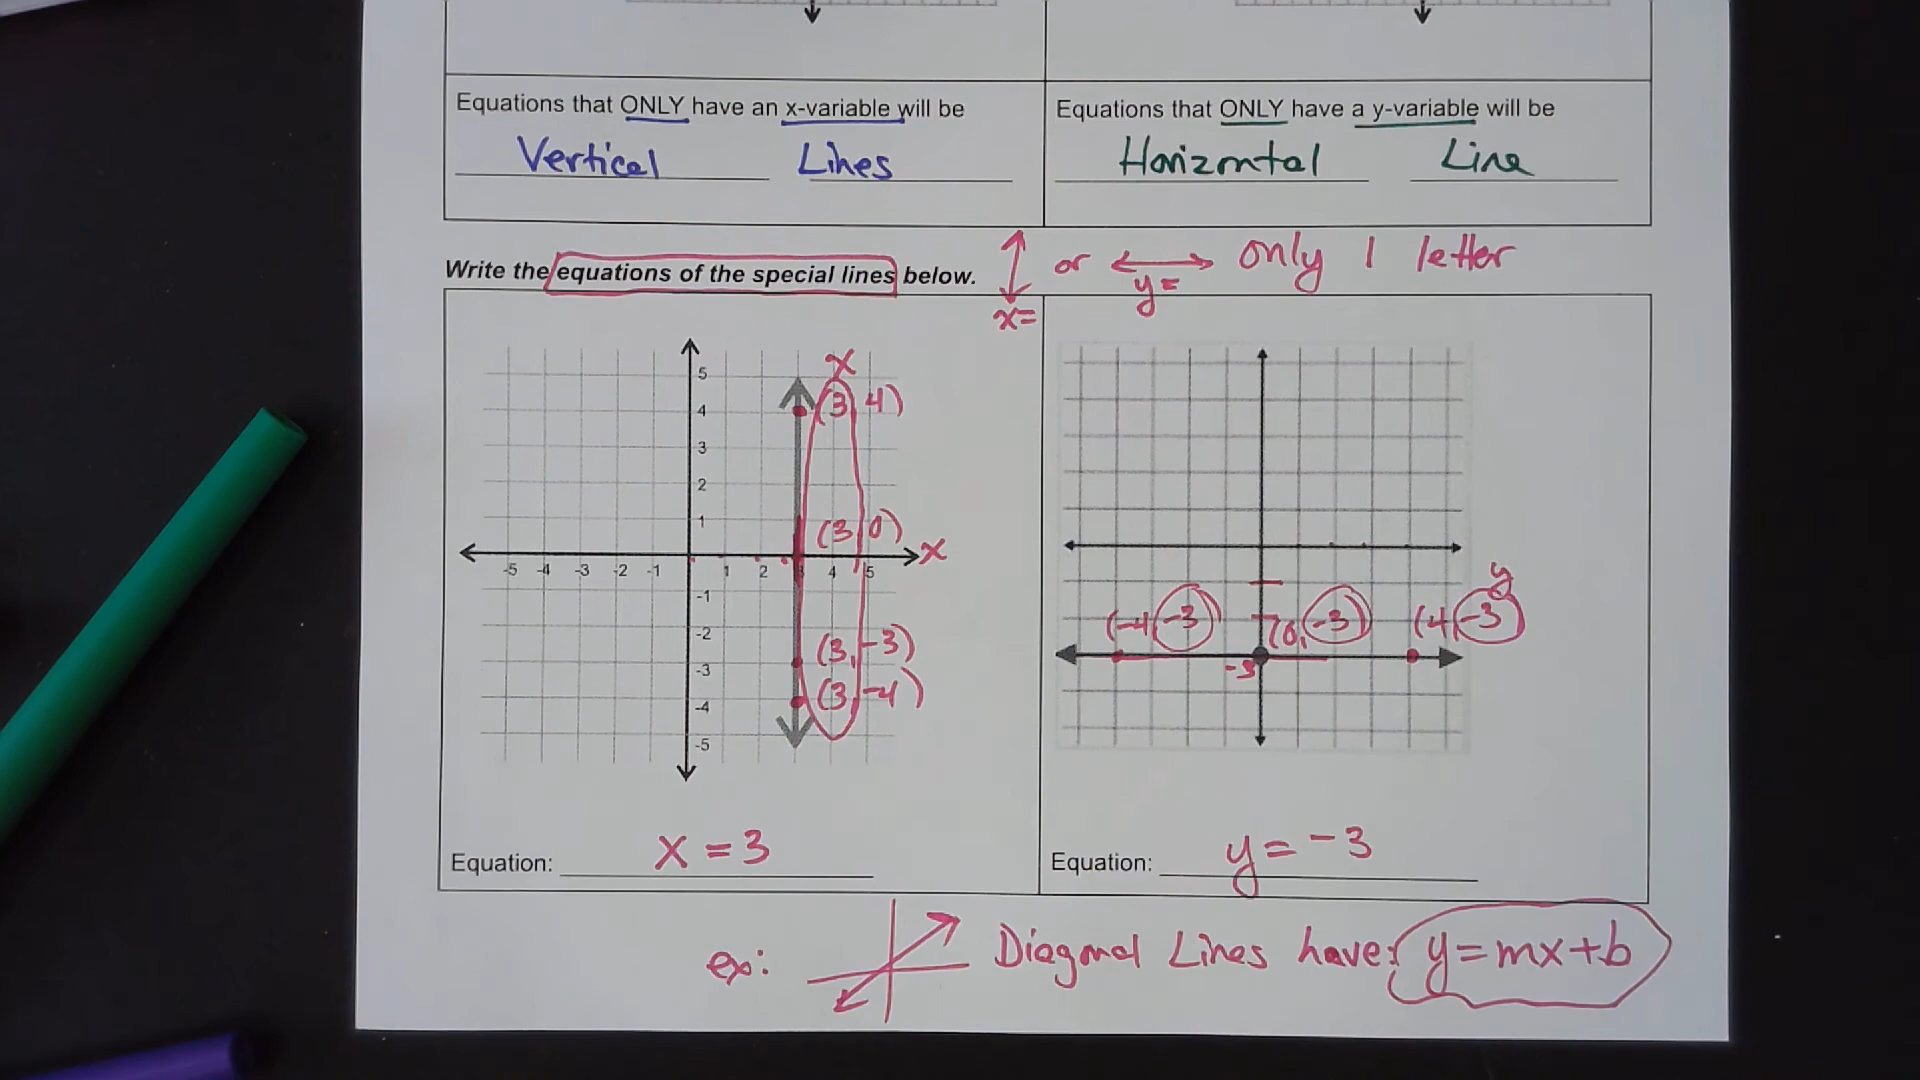 Equations that ONLY have an x-variable will be
Vertical Lines
Equations that ONLY have a y-variable will be
Horizontal Line
Write the equations of the special lines below.
x=
or
y=
only 1 letter
x
5
(3, 4)
4
3
2
1
(3, 0)
x
-5 -4 -3 -2 -1 1 2 3 4 5
-1
-2
(3, -3)
-3
(3, -4)
-4
-5
Equation: x = 3
y
(-4, -3) (0, -3) (4, -3)
-3
Equation: y = -3
ex: Diagonal Lines have: y=mx+b